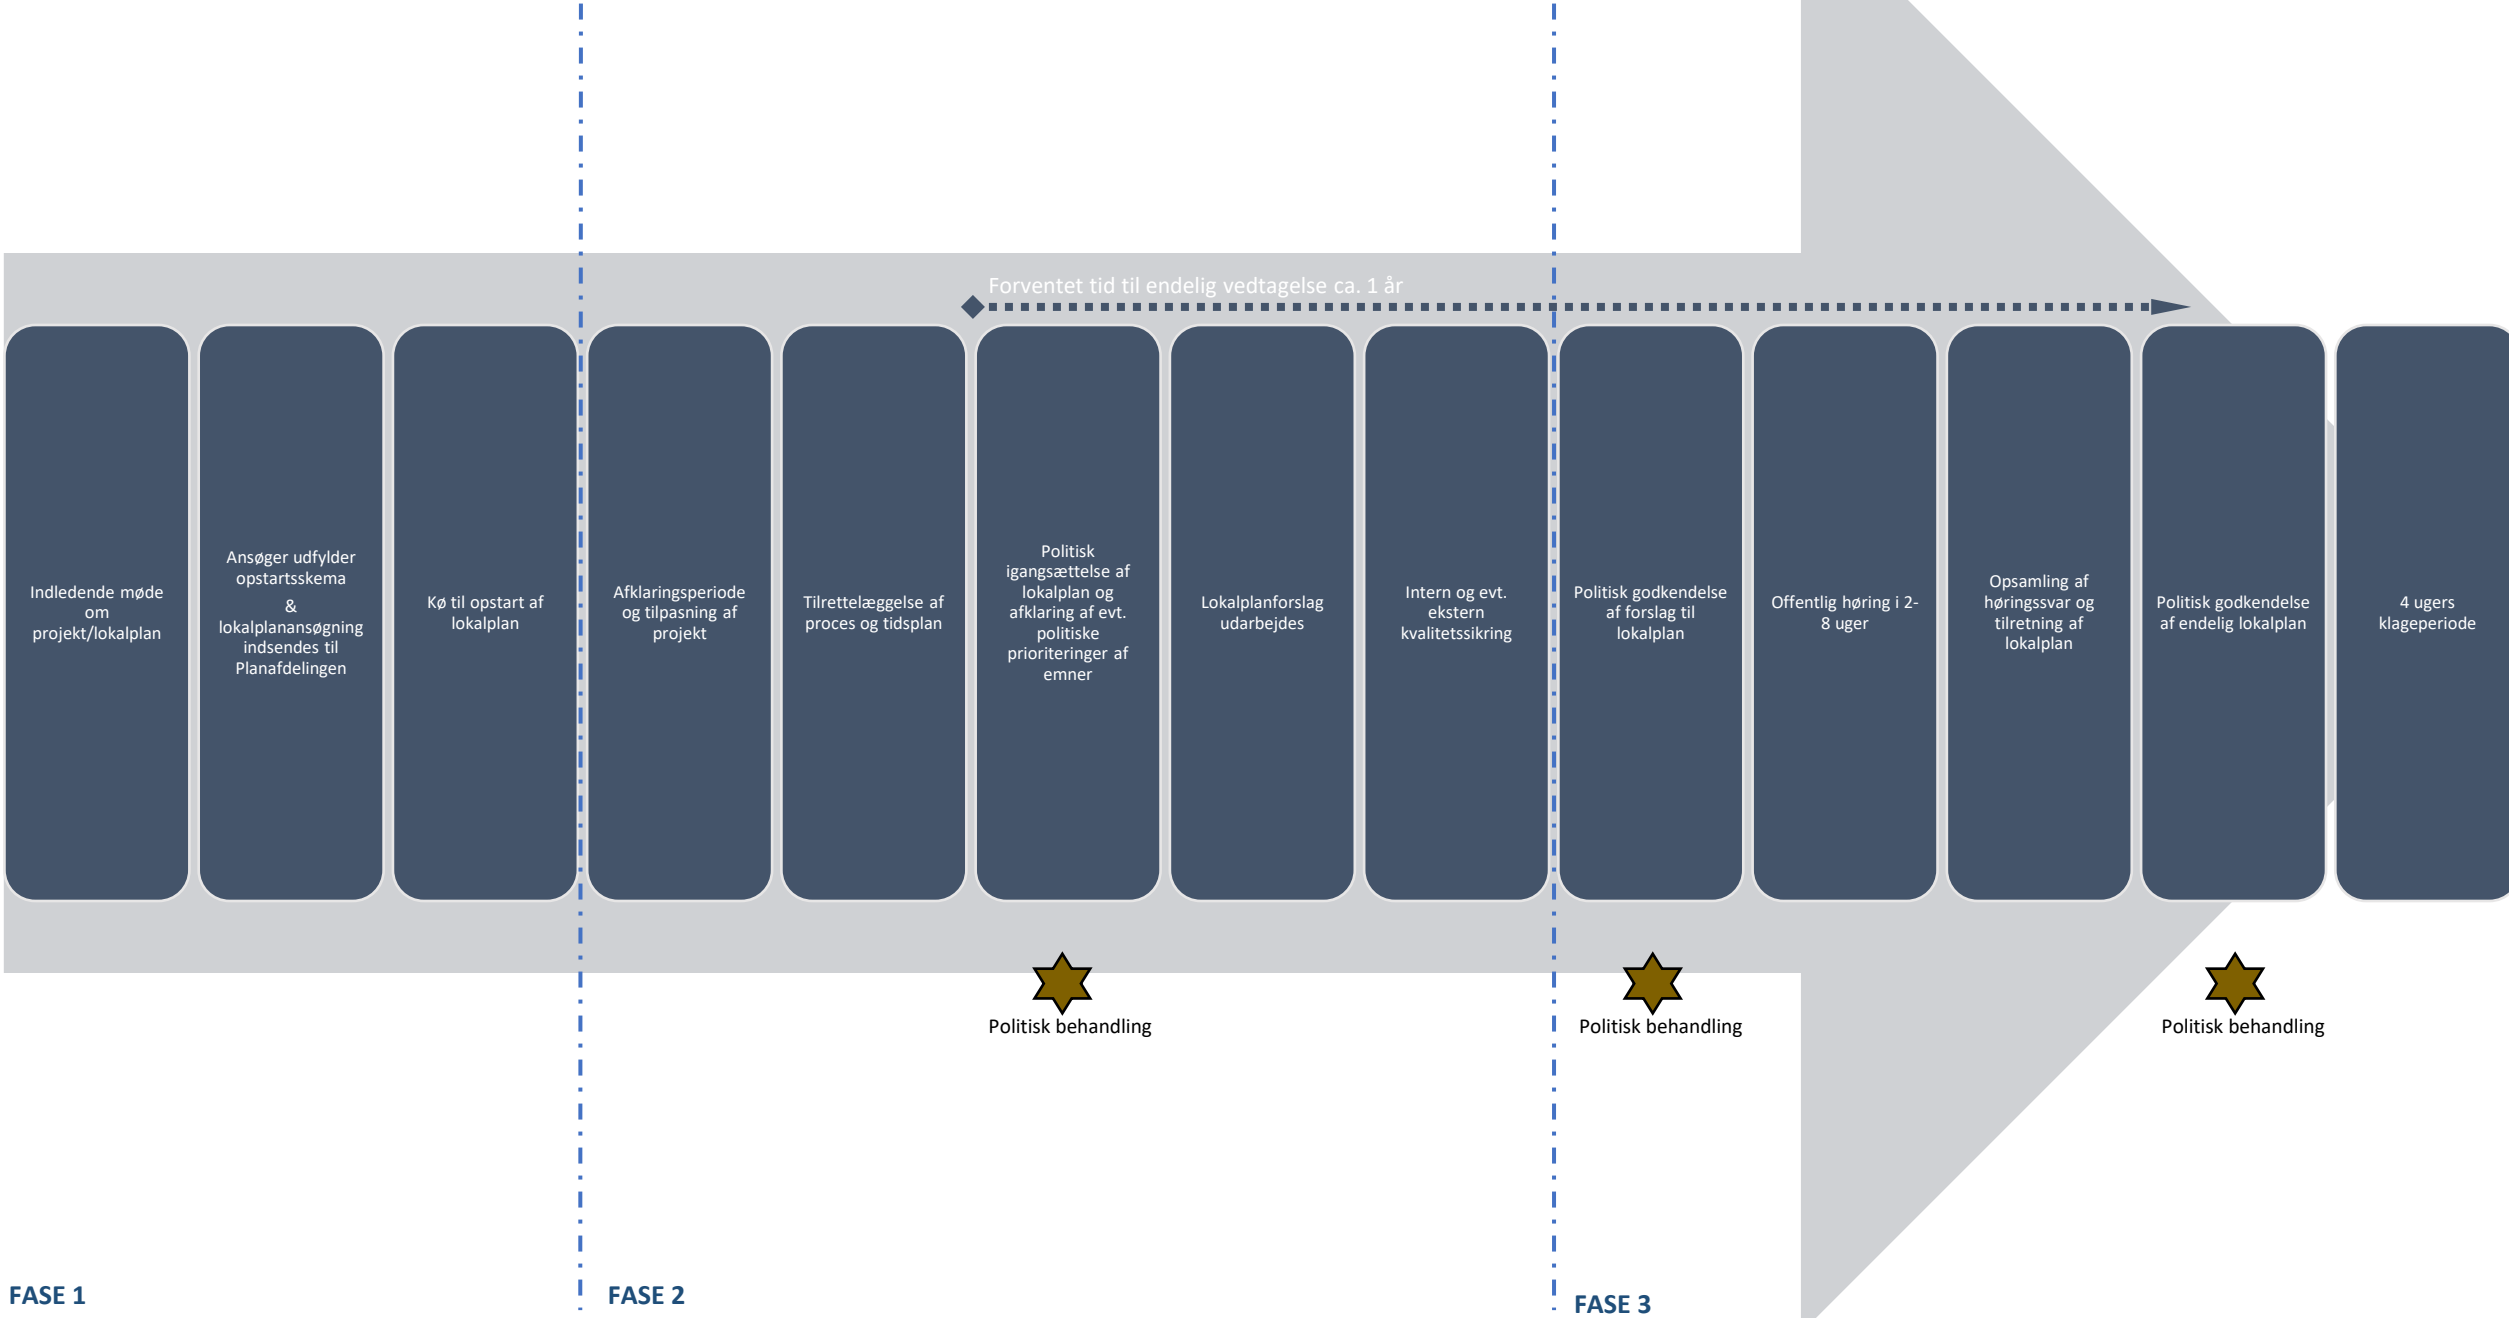 Forventet tid til endelig vedtagelse ca. 1 år
Indledende møde
om
projekt/lokalplan
Ansøger udfylder
opstartsskema
&
lokalplanansøgning
indsendes til
Planafdelingen
Kø til opstart af
lokalplan
Afklaringsperiode
og tilpasning af
projekt
Tilrettelæggelse af
proces og tidsplan
Politisk
igangsættelse af
lokalplan og
afklaring af evt.
politiske
prioriteringer af
emner
Lokalplanforslag
udarbejdes
Intern og evt.
ekstern
kvalitetssikring
Politisk godkendelse
af forslag til
lokalplan
Offentlig høring i 2-
8 uger
Opsamling af
høringssvar og
tilretning af
lokalplan
Politisk godkendelse
af endelig lokalplan
4 ugers
klageperiode
Politisk behandling
Politisk behandling
Politisk behandling
FASE 1
FASE 2
FASE 3